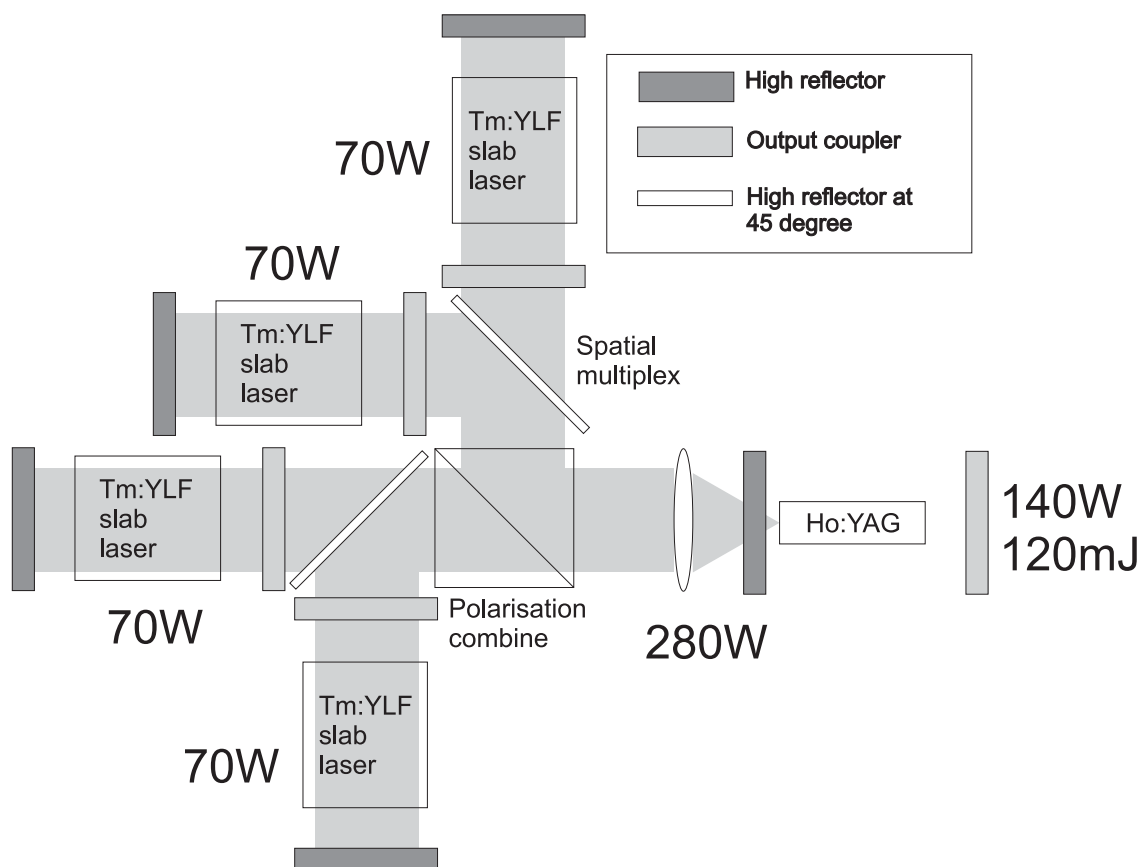 High reflector
Output coupler
High reflector at
45 degree
Tm:YLF
slab
laser
70W
70W
Tm:YLF
slab
laser
Spatial
multiplex
Tm:YLF
slab
laser
70W
Polarisation
combine
280W
Ho:YAG
140W
120mJ
Tm:YLF
slab
laser
70W